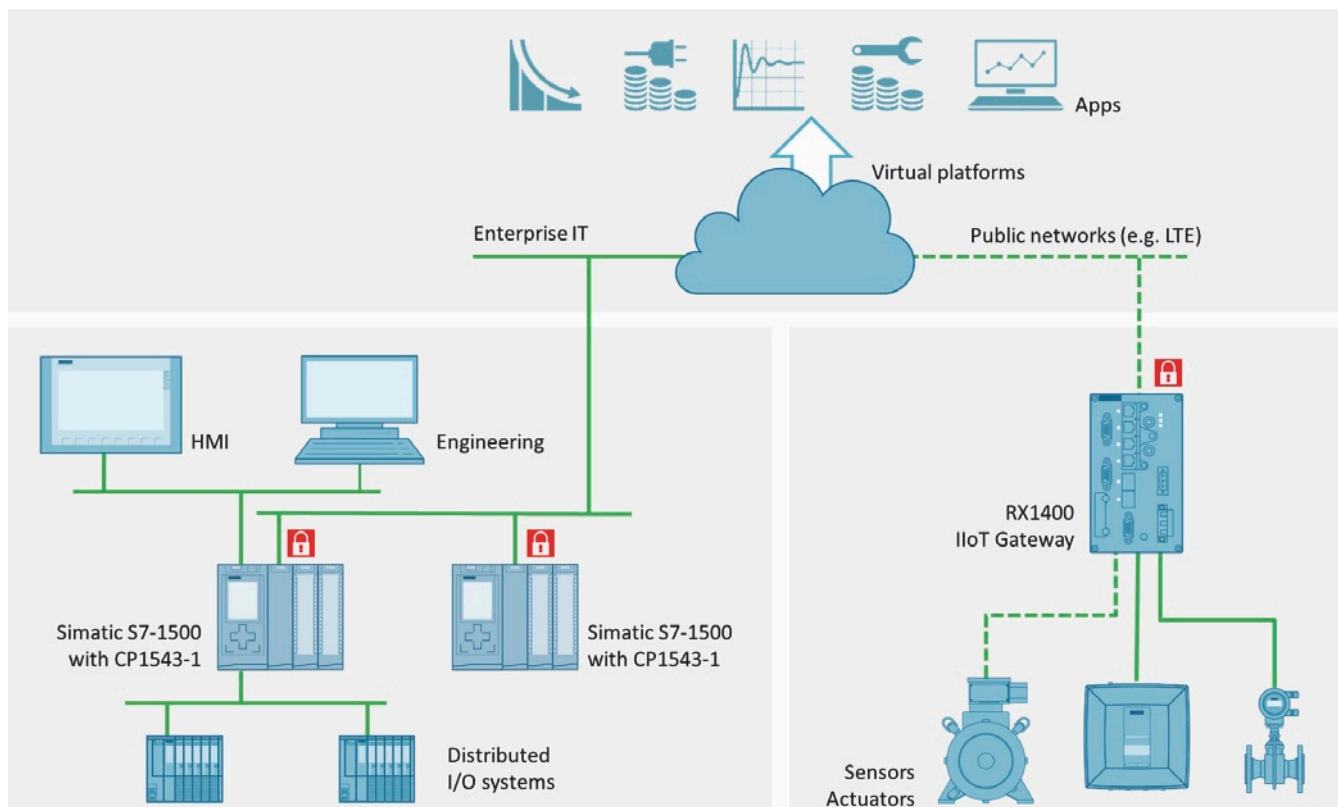 Apps
Virtual platforms
Enterprise IT
Public networks (e.g. LTE)
HMI
Engineering
RX1400
IIoT Gateway
Simatic S7-1500
with CP1543-1
Simatic S7-1500
with CP1543-1
Distributed
I/O systems
Sensors
Actuators